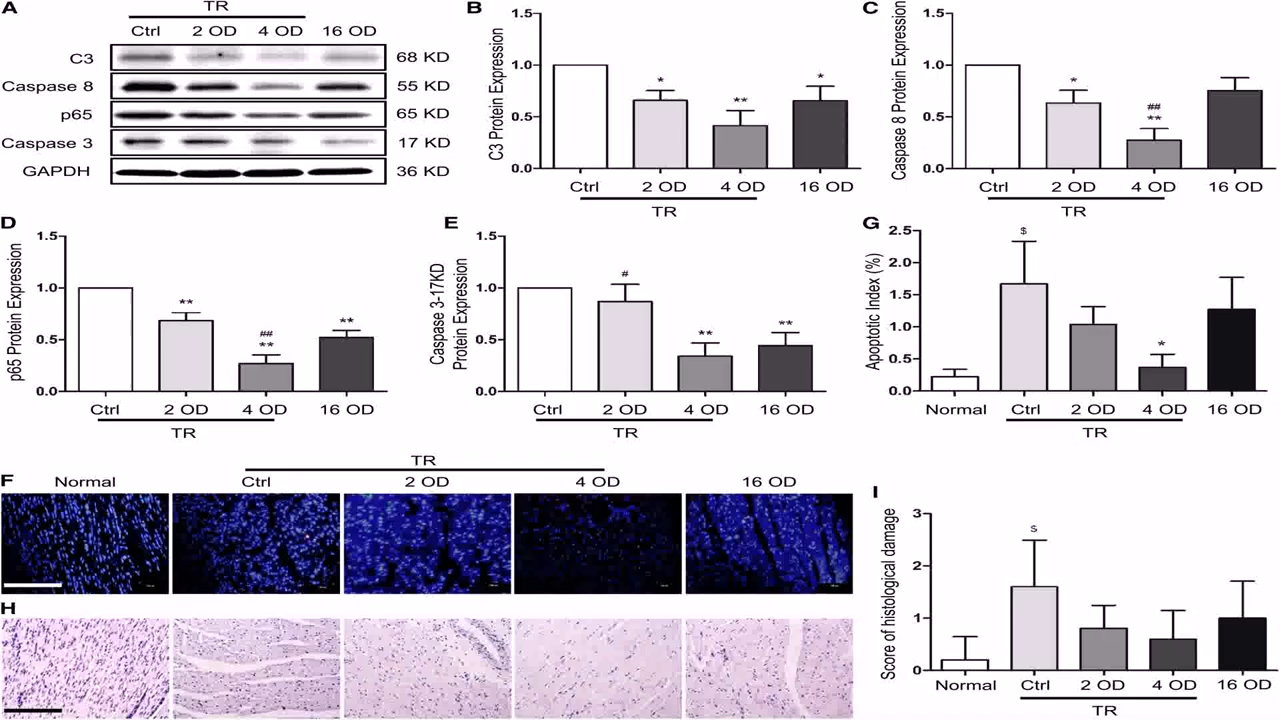 A
TR
Ctrl 2 OD 4 OD 16 OD
C3 68 KD
Caspase 8 55 KD
p65 65 KD
Caspase 3 17 KD
GAPDH 36 KD
B
C3 Protein Expression
1.5
1.0
0.5
0.0
*
**
*
Ctrl 2 OD 4 OD 16 OD
TR
C
Caspase 8 Protein Expression
1.5
1.0
0.5
0.0
*
##
**
Ctrl 2 OD 4 OD 16 OD
TR
D
p65 Protein Expression
1.5
1.0
0.5
0.0
**
##
**
**
Ctrl 2 OD 4 OD 16 OD
TR
E
Caspase 3-17KD
Protein Expression
1.5
1.0
0.5
0.0
#
**
**
Ctrl 2 OD 4 OD 16 OD
TR
G
Apoptotic Index (%)
2.5
2.0
1.5
1.0
0.5
0.0
$
*
Normal Ctrl 2 OD 4 OD 16 OD
TR
F
TR
Normal Ctrl 2 OD 4 OD 16 OD
H
I
Score of histological damage
3
2
1
0
$
Normal Ctrl 2 OD 4 OD 16 OD
TR